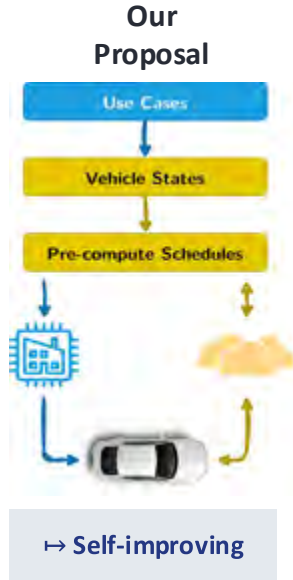 Our
Proposal
Use Cases
Vehicle States
Pre-compute Schedules
↦ Self-improving